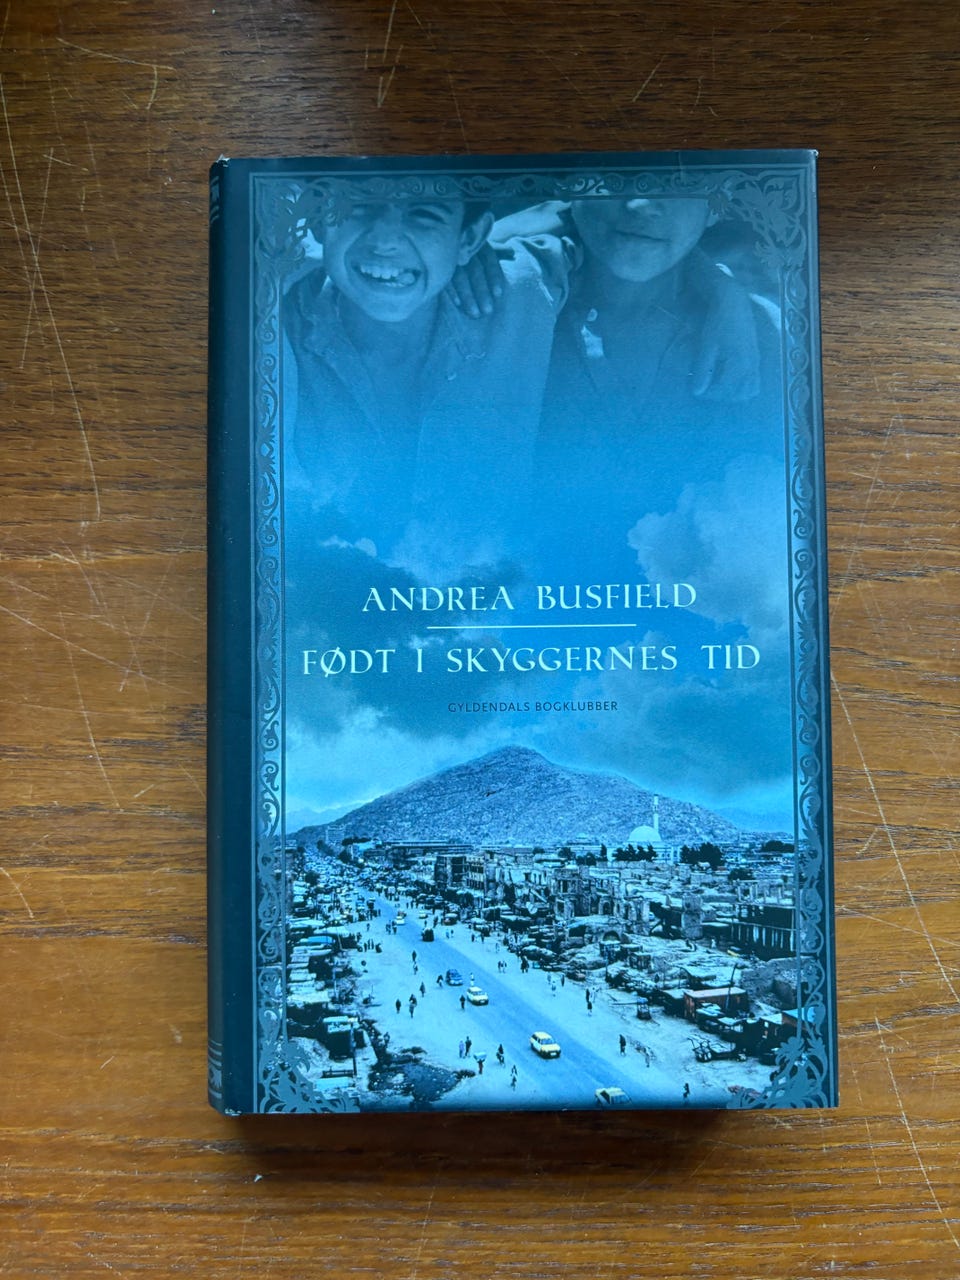 ANDREA BUSFIELD
FØDT I SKYGGERNES TID
GYLDENDALS BOGKLUBBER